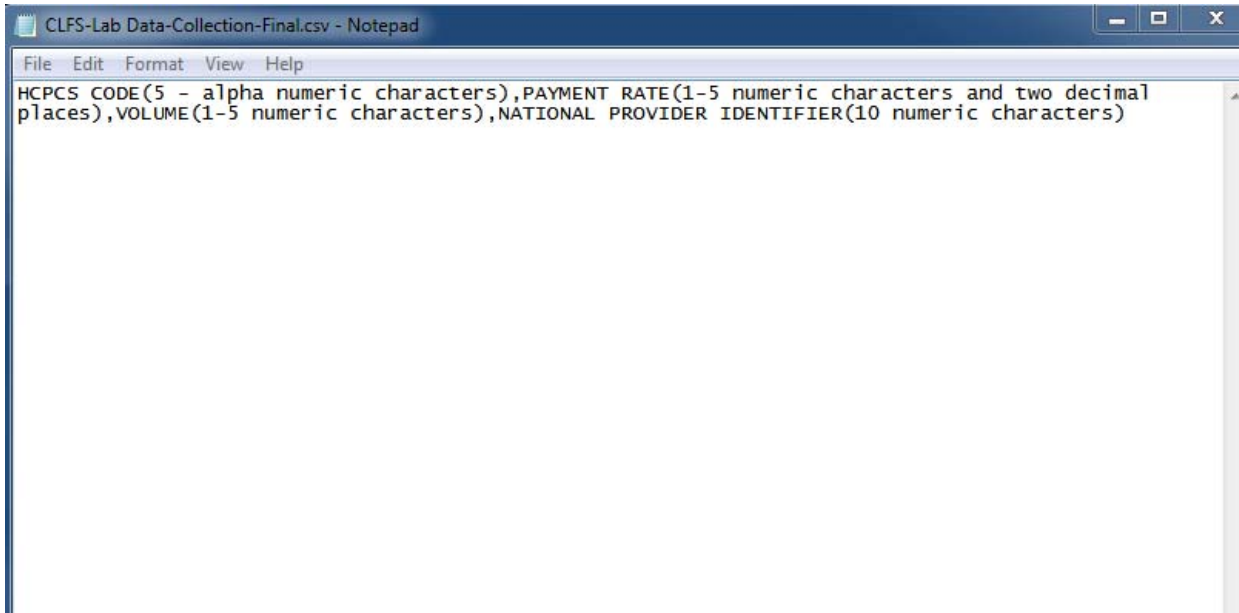 CLFS-Lab Data-Collection-Final.csv - Notepad
File Edit Format View Help
HCPCS CODE(5 - alpha numeric characters),PAYMENT RATE(1-5 numeric characters and two decimal
places),VOLUME(1-5 numeric characters),NATIONAL PROVIDER IDENTIFIER(10 numeric characters)